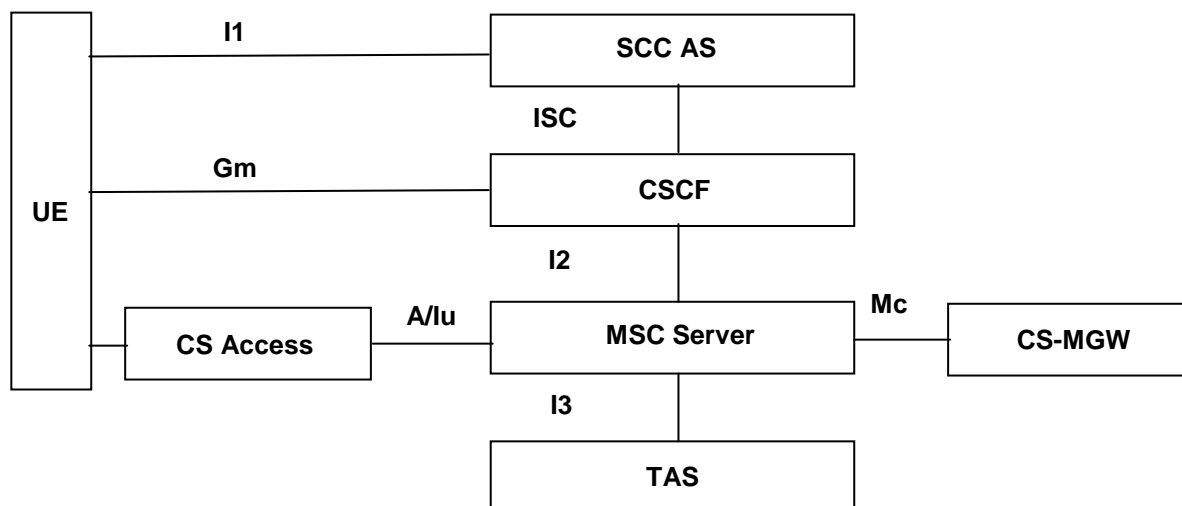 I1
SCC AS
ISC
Gm
CSCF
UE
I2
A/Iu
Mc
CS Access
MSC Server
CS-MGW
I3
TAS